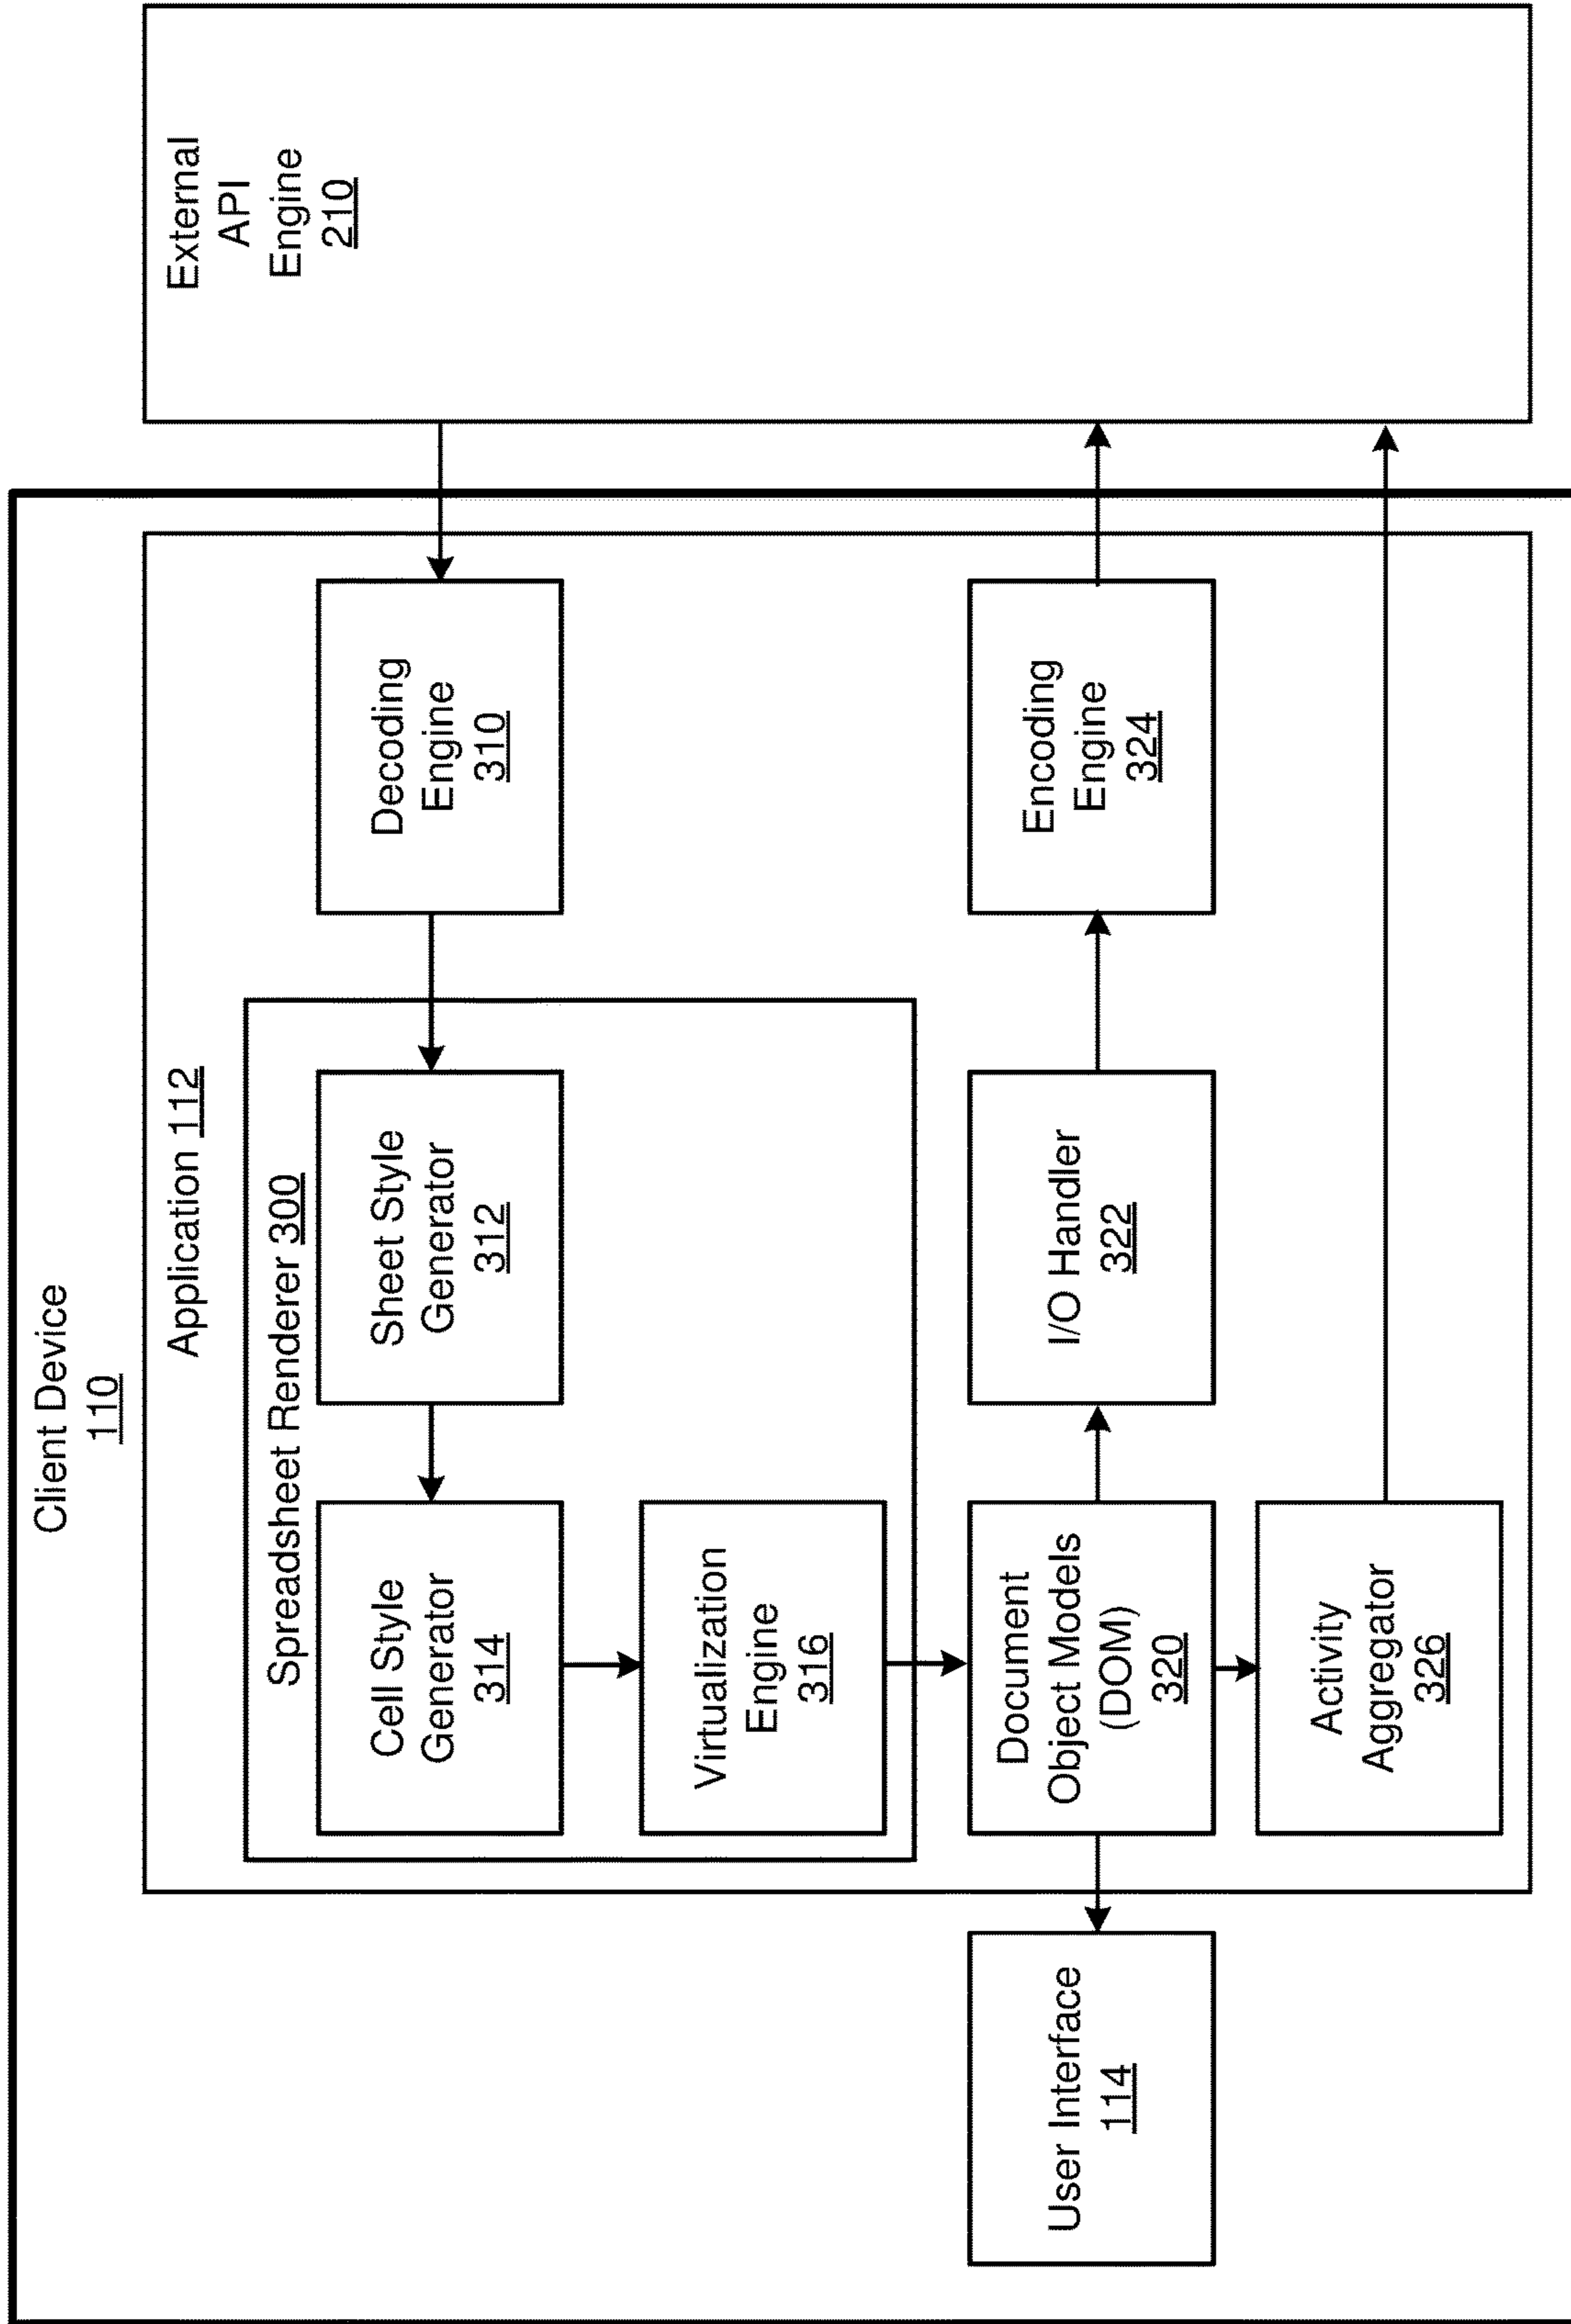 Client Device
110
Application 112
Spreadsheet Renderer 300
Cell Style
Generator
314
Sheet Style
Generator
312
Decoding
Engine
310
Virtualization
Engine
316
User Interface
114
Document
Object Models
(DOM)
320
I/O Handler
322
Encoding
Engine
324
Activity
Aggregator
326
External
API
Engine
210